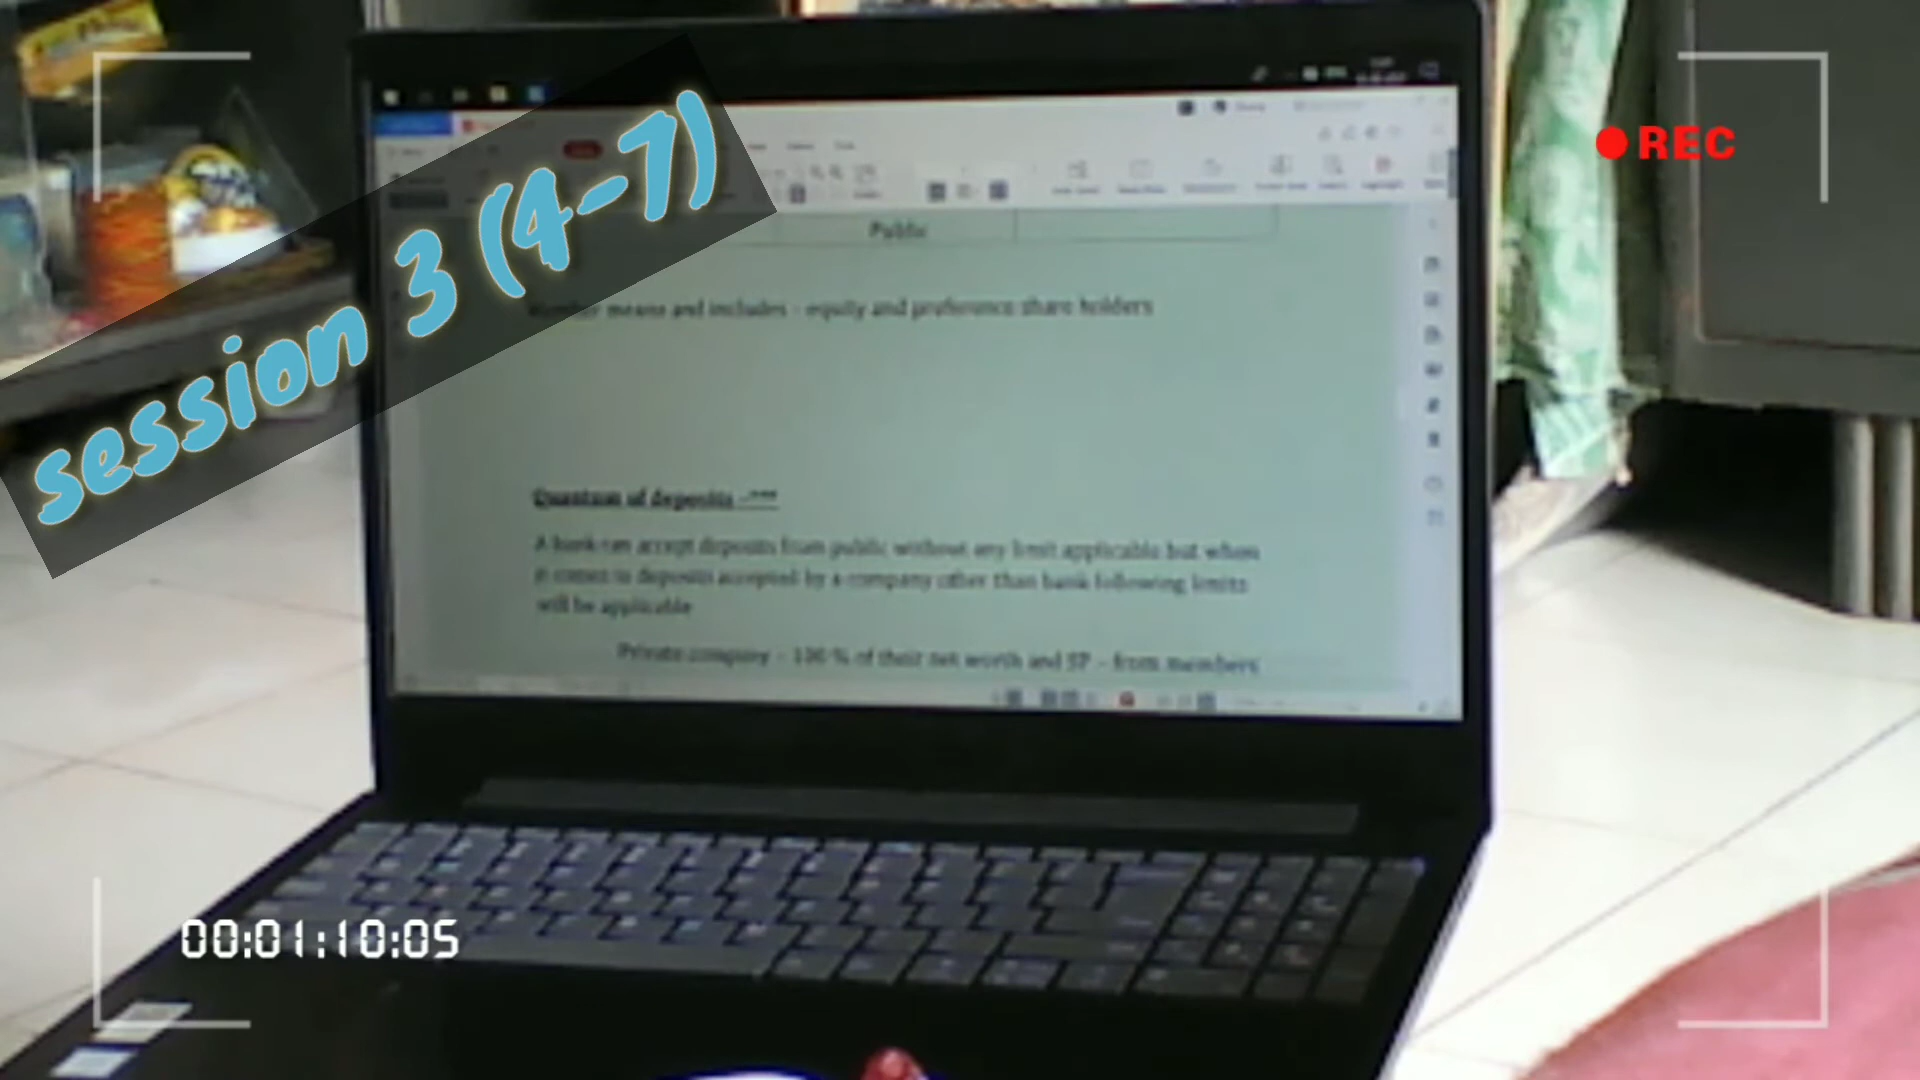 session 3 (4-7)
REC
Public
means and includes - equity and preference share holders
Quantum of deposits -***
A bank can accept deposits from public without any limit applicable but when
it comes to deposits accepted by a company other than bank following limits
will be applicable
Private company - 100 % of their net worth and SP - from members
00:01:10:05